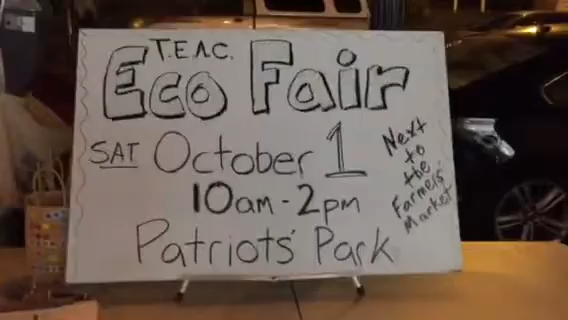 T.E.A.C.
Eco Fair
SAT October 1
10am - 2pm
Patriots' Park
Next
to
the
Farmers'
Market